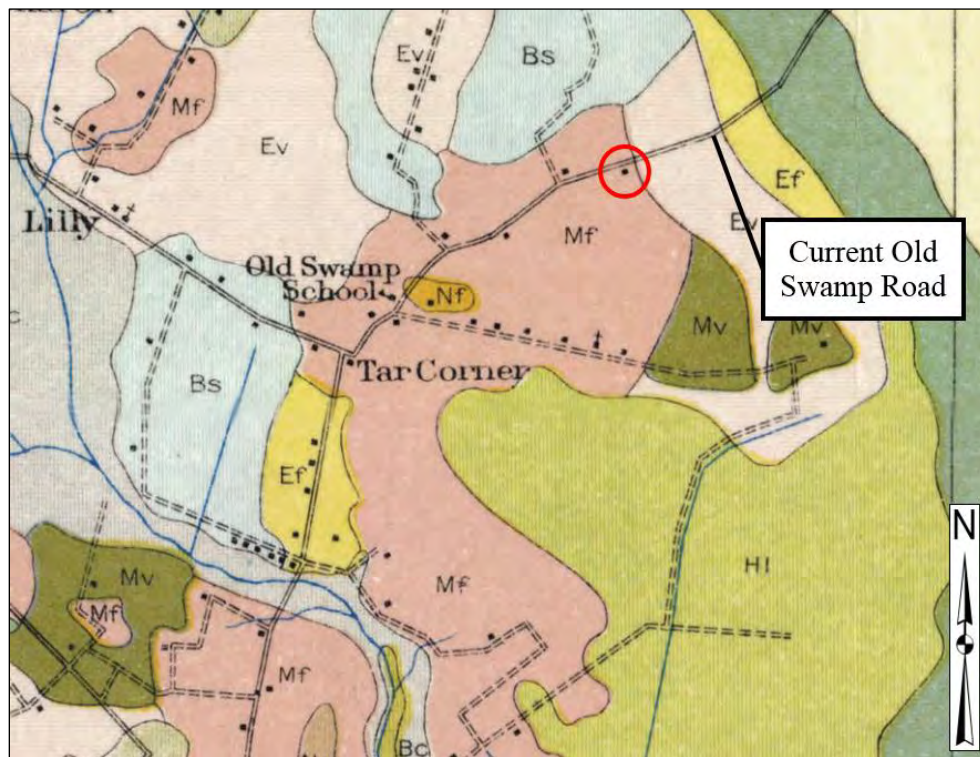 Ev
Bs
Mf
Ev
Ef
Lilly
Mf
Ev
Current Old
Swamp Road
Old Swamp
School
Nf
Mv
Mv
Tar Corner
Bs
Ef
N
Mv
Mf
Mf
Hl
Mf
Bc